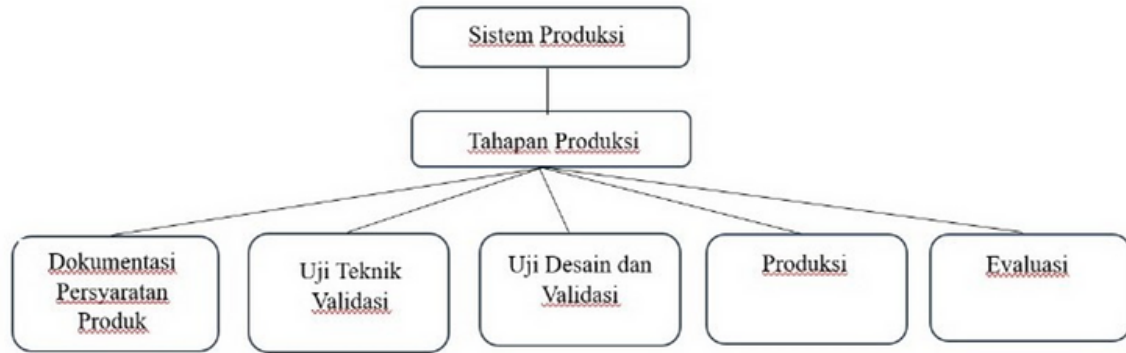 Sistem Produksi
Tahapan Produksi
Dokumentasi
Persyaratan
Produk
Uji Teknik
Validasi
Uji Desain dan
Validasi
Produksi
Evaluasi